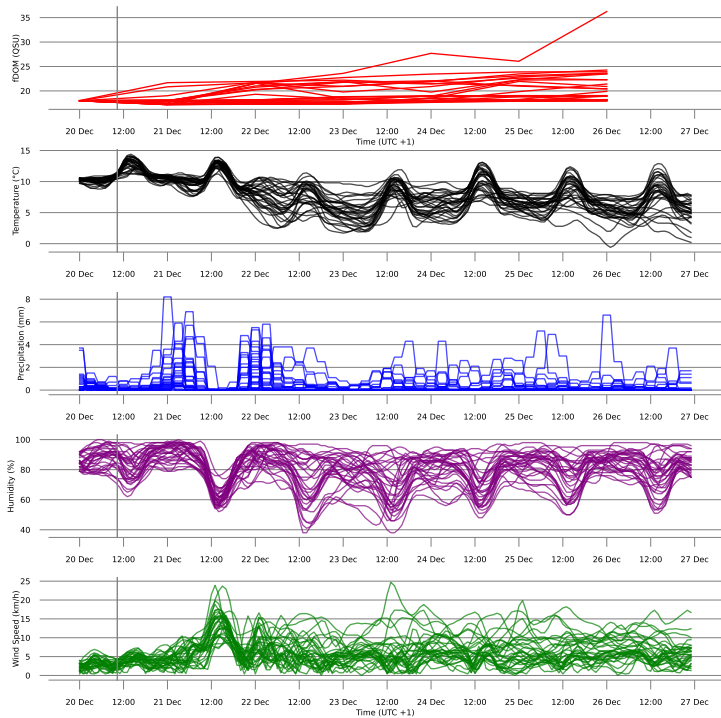 fDOM (QSU)
35
30
25
20
20 Dec 12:00 21 Dec 12:00 22 Dec 12:00 23 Dec 12:00 24 Dec 12:00 25 Dec 12:00 26 Dec 12:00 27 Dec
Time (UTC +1)
Temperature (°C)
15
10
5
0
20 Dec 12:00 21 Dec 12:00 22 Dec 12:00 23 Dec 12:00 24 Dec 12:00 25 Dec 12:00 26 Dec 12:00 27 Dec
Precipitation (mm)
8
6
4
2
0
20 Dec 12:00 21 Dec 12:00 22 Dec 12:00 23 Dec 12:00 24 Dec 12:00 25 Dec 12:00 26 Dec 12:00 27 Dec
Humidity (%)
100
80
60
40
20 Dec 12:00 21 Dec 12:00 22 Dec 12:00 23 Dec 12:00 24 Dec 12:00 25 Dec 12:00 26 Dec 12:00 27 Dec
Wind Speed (km/h)
25
20
15
10
5
0
20 Dec 12:00 21 Dec 12:00 22 Dec 12:00 23 Dec 12:00 24 Dec 12:00 25 Dec 12:00 26 Dec 12:00 27 Dec
Time (UTC +1)